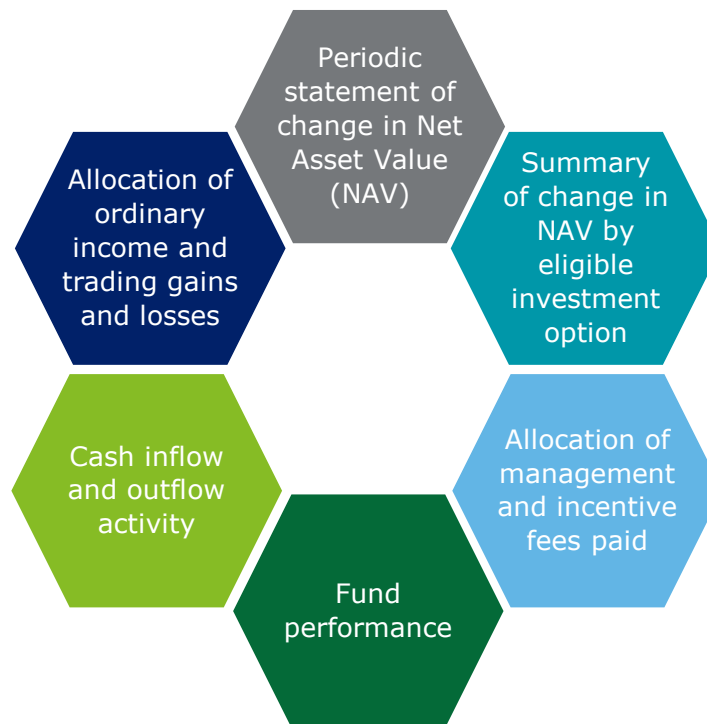 Periodic
statement of
change in Net
Asset Value
(NAV)
Summary
of change in
NAV by
eligible
investment
option
Allocation of
management
and incentive
fees paid
Fund
performance
Cash inflow
and outflow
activity
Allocation of
ordinary
income and
trading gains
and losses